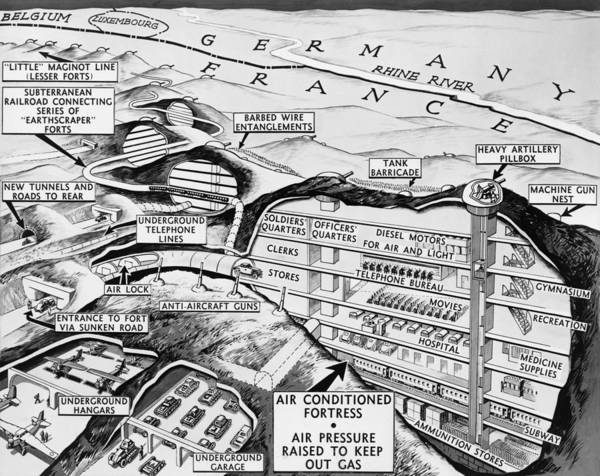 BELGIUM
LUXEMBOURG
GERMANY
FRANCE
RHINE RIVER
"LITTLE" MAGINOT LINE
(LESSER FORTS)
SUBTERRANEAN
RAILROAD CONNECTING
SERIES OF
"EARTHSCRAPER"
FORTS
BARBED WIRE
ENTANGLEMENTS
TANK
BARRICADE
HEAVY ARTILLERY
PILLBOX
MACHINE GUN
NEST
NEW TUNNELS AND
ROADS TO REAR
UNDERGROUND
TELEPHONE
LINES
AIR LOCK
ANTI-AIRCRAFT GUNS
ENTRANCE TO FORT
VIA SUNKEN ROAD
UNDERGROUND
HANGARS
UNDERGROUND
GARAGE
SOLDIERS'
QUARTERS
OFFICERS'
QUARTERS
DIESEL MOTORS
FOR AIR AND LIGHT
CLERKS
TELEPHONE BUREAU
STORES
MOVIES
GYMNASIUM
RECREATION
HOSPITAL
MEDICINE
SUPPLIES
SUBWAY
AMMUNITION STORES
AIR CONDITIONED
FORTRESS
•
AIR PRESSURE
RAISED TO KEEP
OUT GAS